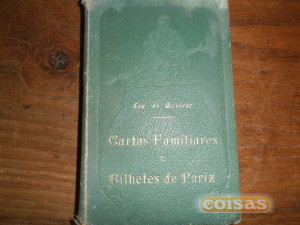 Eça de Queiroz
Cartas Familiares
E
Bilhetes de Pariz
coisas